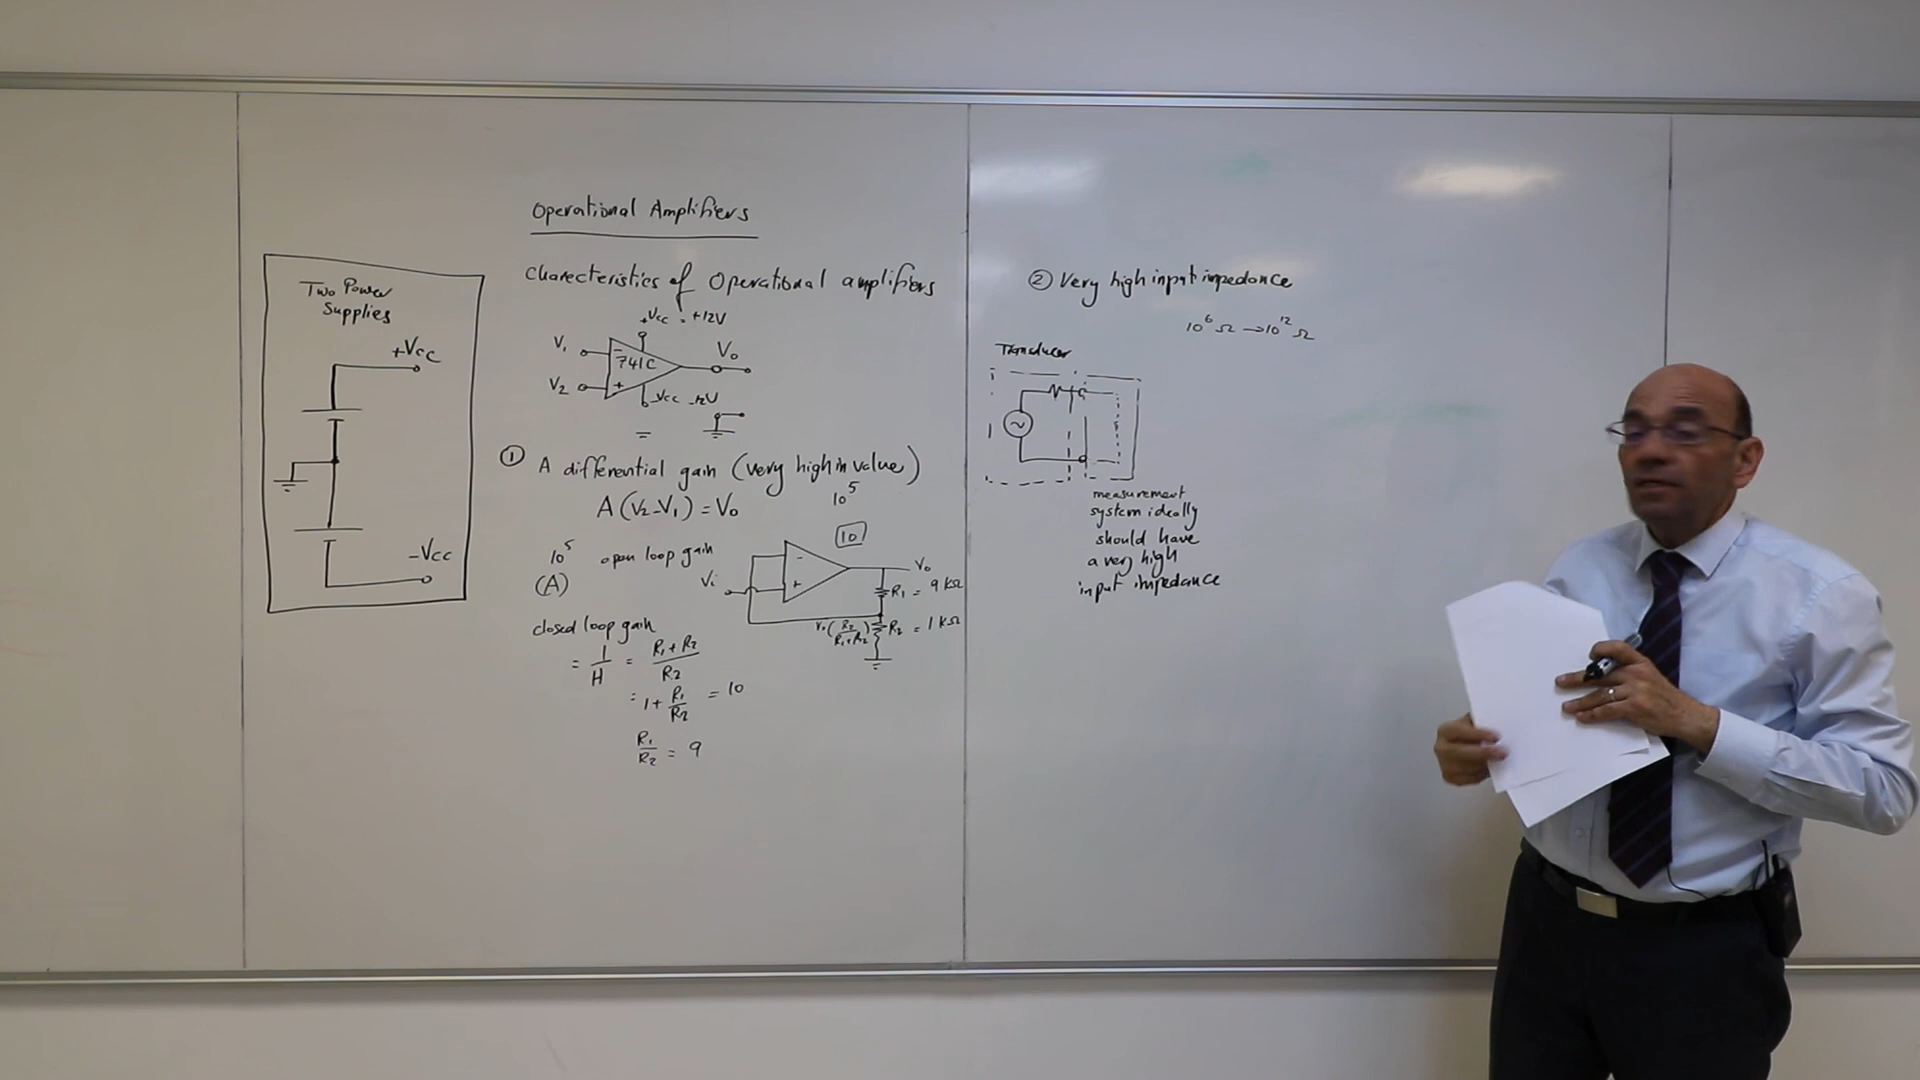 Operational Amplifiers
Two Power
Supplies
+Vcc
-Vcc
Charecteristics of Operational amplifiers
+Vcc = +12V
V1
741C
-
+
Vo
V2
-Vcc -12V
① A differential gain (very high in value)
A(V2-V1) = Vo
10^5
10^5 open loop gain
(A)
10
-
+
Vi
Vo
R1 = 9 kΩ
Vo(R2/R1+R2)
R2 = 1 kΩ
closed loop gain
= 1/H = R1+R2/R2
= 1+ R1/R2 = 10
R1/R2 = 9
② Very high input impedance
10^6 Ω → 10^12 Ω
Transducer
~
measurement
system ideally
should have
a very high
input impedance